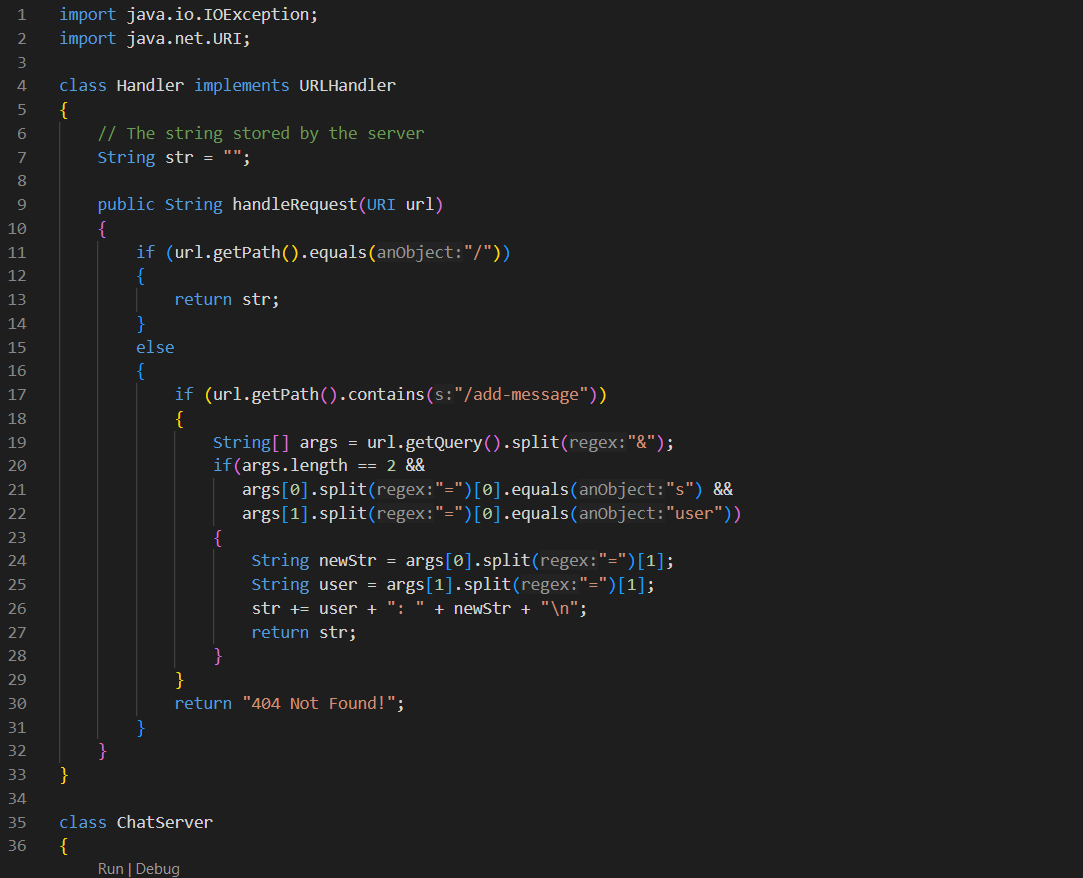 1 import java.io.IOException;
2 import java.net.URI;
3
4 class Handler implements URLHandler
5 {
6     // The string stored by the server
7     String str = "";
8
9     public String handleRequest(URI url)
10     {
11         if (url.getPath().equals(anObject:"/"))
12         {
13             return str;
14         }
15         else
16         {
17             if (url.getPath().contains(s:"/add-message"))
18             {
19                 String[] args = url.getQuery().split(regex:"&");
20                 if(args.length == 2 &&
21                    args[0].split(regex:"=")[0].equals(anObject:"s") &&
22                    args[1].split(regex:"=")[0].equals(anObject:"user"))
23                 {
24                     String newStr = args[0].split(regex:"=")[1];
25                     String user = args[1].split(regex:"=")[1];
26                     str += user + ": " + newStr + "\n";
27                     return str;
28                 }
29             }
30             return "404 Not Found!";
31         }
32     }
33 }
34
35 class ChatServer
36 {
Run | Debug